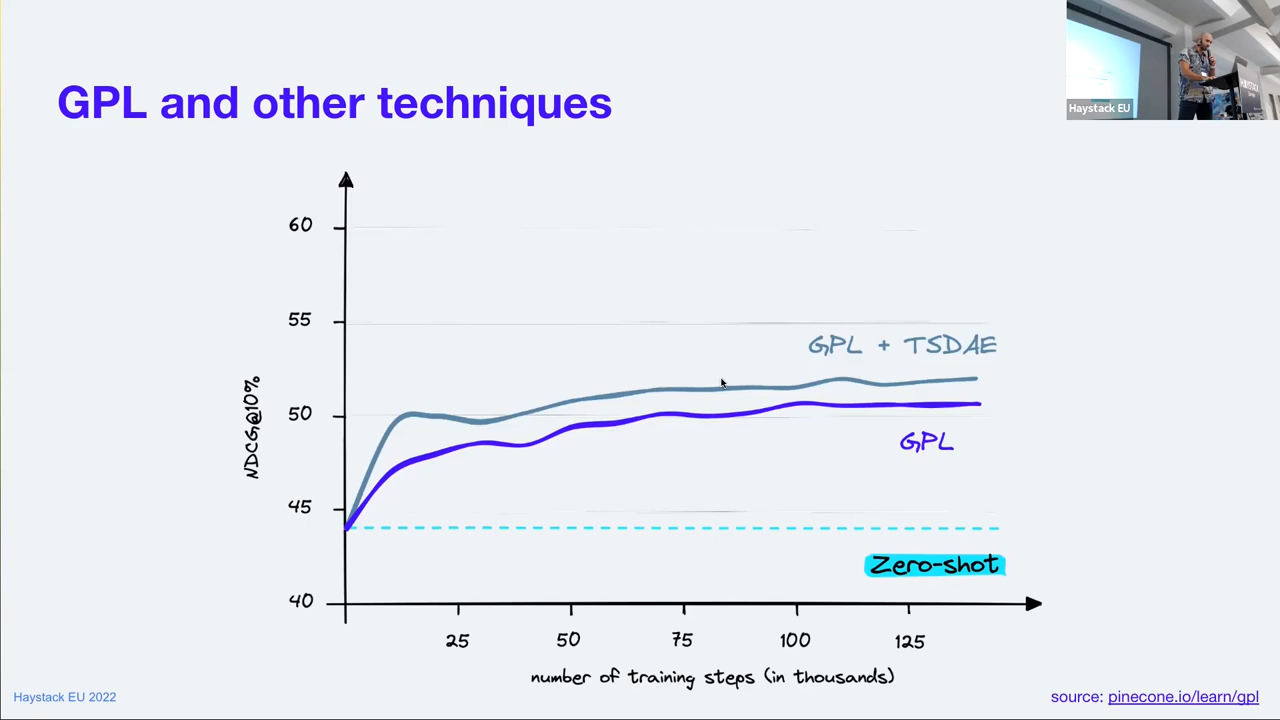 GPL and other techniques
Haystack EU
HAYSTACK
60
55
50
45
40
NDCG@10%
GPL + TSDAE
GPL
Zero-shot
25
50
75
100
125
number of training steps (in thousands)
Haystack EU 2022
source: pinecone.io/learn/gpl